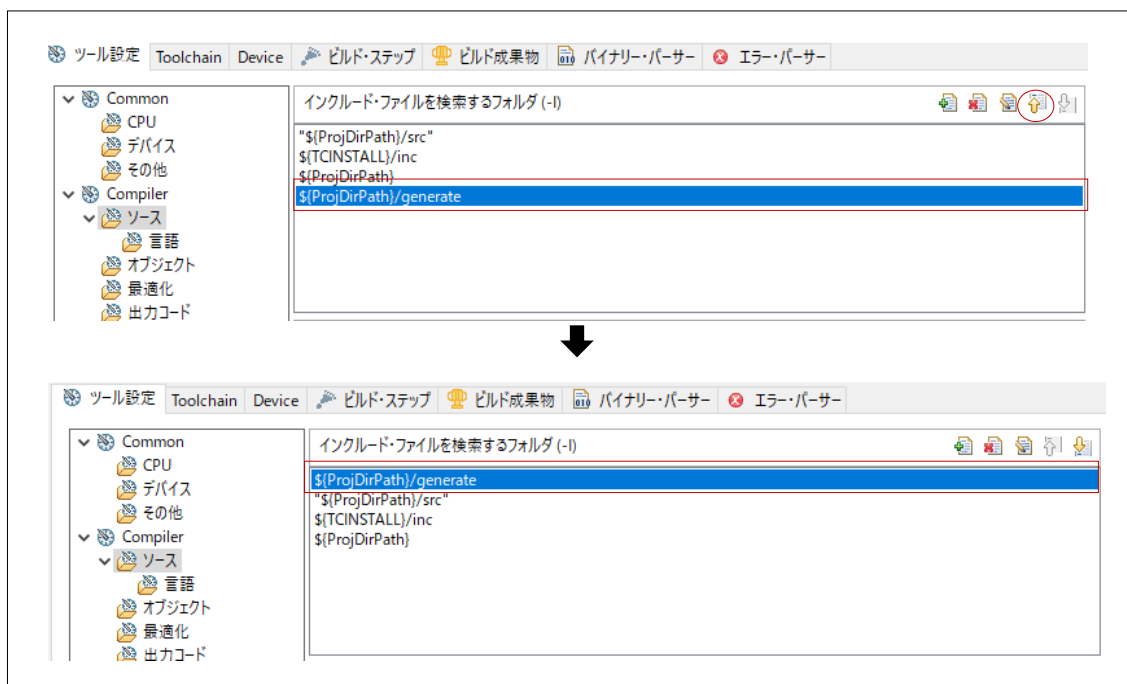 ツール設定 Toolchain Device ビルド・ステップ ビルド成果物 バイナリー・パーサー エラー・パーサー
Common
CPU
デバイス
その他
Compiler
ソース
言語
オブジェクト
最適化
出力コード
インクルード・ファイルを検索するフォルダ (-I)
"${ProjDirPath}/src"
${TCINSTALL}/inc
${ProjDirPath}
${ProjDirPath}/generate
ツール設定 Toolchain Device ビルド・ステップ ビルド成果物 バイナリー・パーサー エラー・パーサー
Common
CPU
デバイス
その他
Compiler
ソース
言語
オブジェクト
最適化
出力コード
インクルード・ファイルを検索するフォルダ (-I)
${ProjDirPath}/generate
"${ProjDirPath}/src"
${TCINSTALL}/inc
${ProjDirPath}